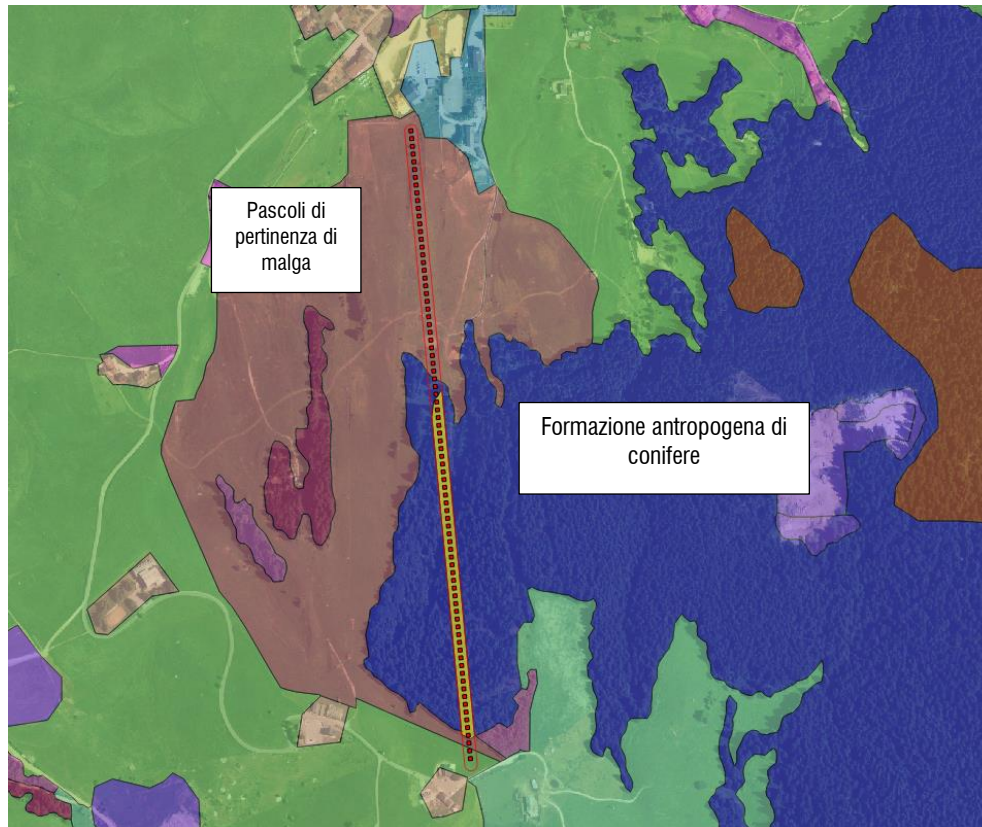 Pascoli di
pertinenza di
malga
Formazione antropogena di
conifere